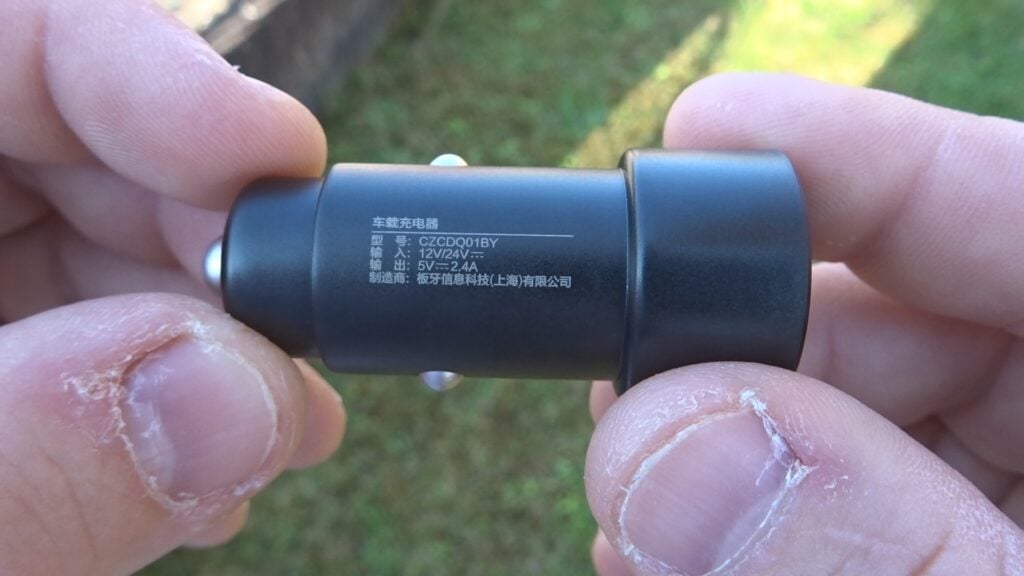 车载充电器
型 号: CZCDQ01BY
输 入: 12V/24V⎓
输 出: 5V⎓2.4A
制造商: 板牙信息科技(上海)有限公司